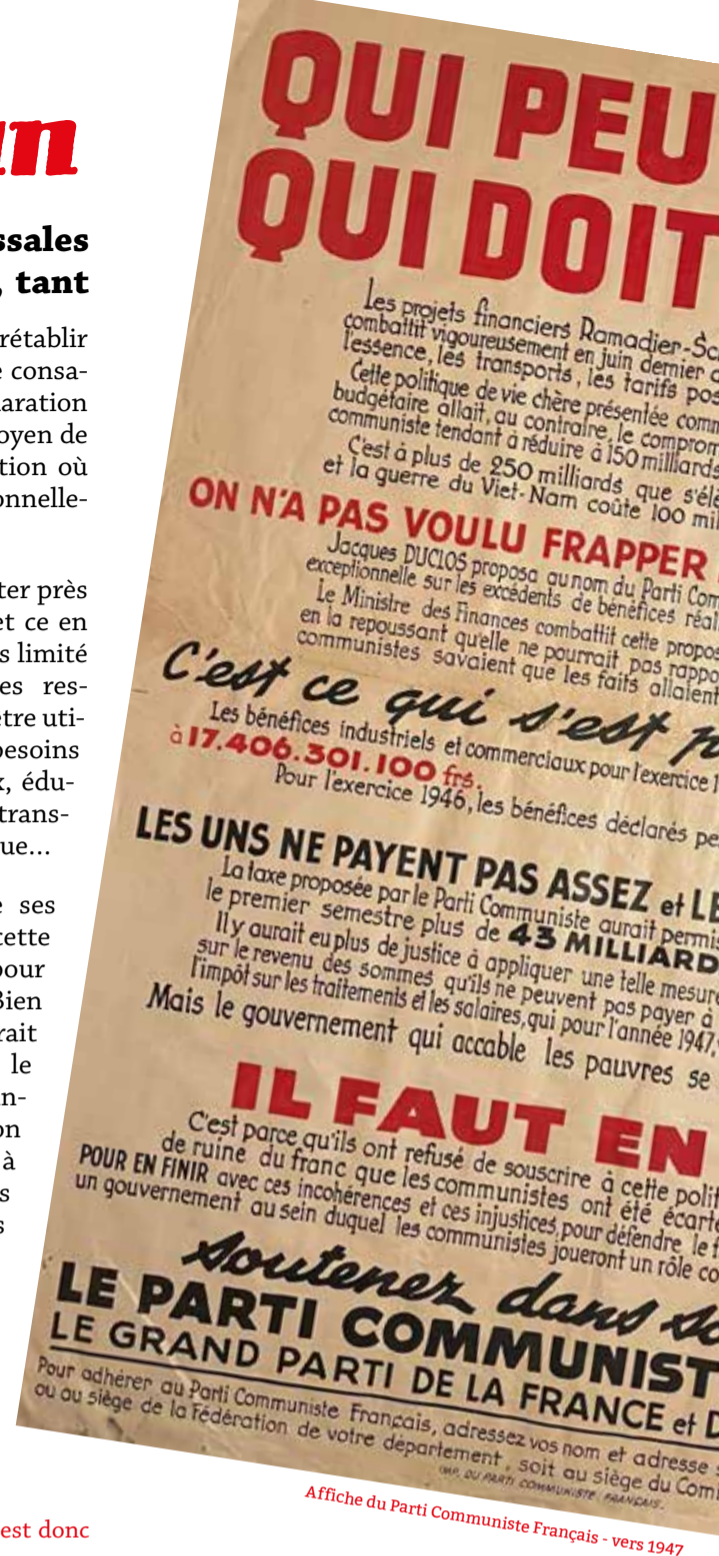 un
ssales
, tant
rétablir
e consa-
aration
oyen de
tion où
onnelle-
ter près
et ce en
s limité
es res-
être uti-
besoins
x, édu-
trans-
ue...
e ses
cette
pour
Bien
rait
le
n-
on
à
s
s
est donc
QUI PEU
QUI DOIT
Les projets financiers Ramadier-Sc
combattit vigoureusement en juin dernier
l'essence, les transports, les tarifs pos
Cette politique de vie chère présentée comm
budgétaire allait, au contraire, le comprom
communiste tendant à réduire à 150 milliards
C'est à plus de 250 milliards que s'élè
et la guerre du Viet-Nam coûte 100 mil
ON N'A PAS VOULU FRAPPER
Jacques DUCLOS proposa au nom du Parti Com
exceptionnelle sur les excédents de bénéfices réal
Le Ministre des Finances combattit cette propos
en la repoussant qu'elle ne pourrait pas rappo
communistes savaient que les faits allaient
C'est ce qui s'est p
Les bénéfices industriels et commerciaux pour l'exercice 1
à 17.406.301.100 frs.
Pour l'exercice 1946, les bénéfices déclarés pe
LES UNS NE PAYENT PAS ASSEZ et LE
La taxe proposée par le Parti Communiste aurait permis
le premier semestre plus de 43 MILLIARD
Il y aurait eu plus de justice à appliquer une telle mesure
sur le revenu des sommes, qu'ils ne peuvent pas payer à
l'impôt sur les traitements et les salaires, qui pour l'année 1947,
Mais le gouvernement qui accable les pauvres se
IL FAUT EN
C'est parce qu'ils ont refusé de souscrire à cette polit
de ruine du franc que les communistes ont été écarte
POUR EN FINIR avec ces incohérences et ces injustices, pour défendre le f
un gouvernement au sein duquel les communistes joueront un rôle co
soutenez dans so
LE PARTI COMMUNIST
LE GRAND PARTI DE LA FRANCE et D
Pour adhérer au Parti Communiste Français, adressez vos nom et adresse
ou au siège de la Fédération de votre département, soit au siège du Com
IMP. DU PARTI COMMUNISTE FRANÇAIS.
Affiche du Parti Communiste Français - vers 1947